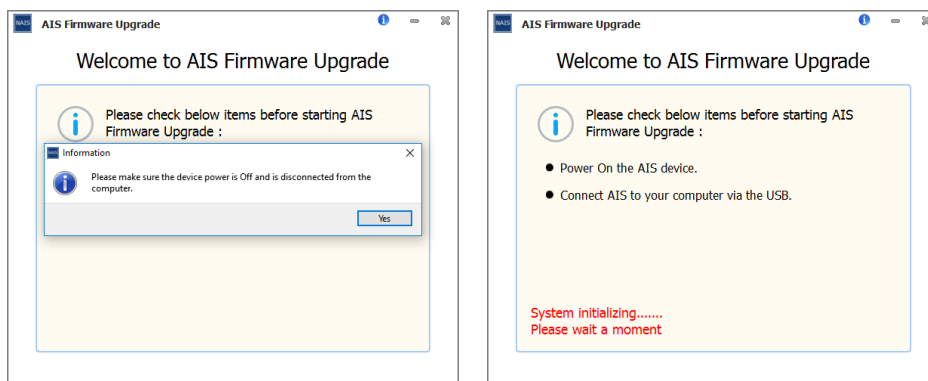 NAIS AIS Firmware Upgrade
Welcome to AIS Firmware Upgrade
Please check below items before starting AIS
Firmware Upgrade :
Information
Please make sure the device power is Off and is disconnected from the
computer.
Yes
NAIS AIS Firmware Upgrade
Welcome to AIS Firmware Upgrade
Please check below items before starting AIS
Firmware Upgrade :
● Power On the AIS device.
● Connect AIS to your computer via the USB.
System initializing.......
Please wait a moment